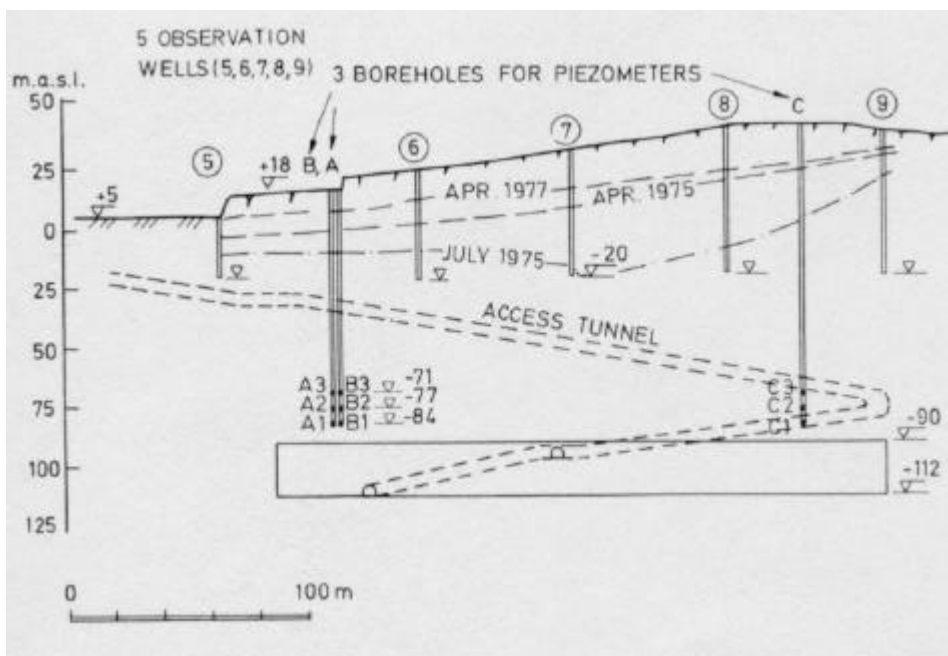 5 OBSERVATION
WELLS (5,6,7,8,9)
3 BOREHOLES FOR PIEZOMETERS
m.a.s.l.
50
25
0
25
50
75
100
125
+5
5
+18
B, A
6
7
8
C
9
APR. 1977
APR. 1975
JULY 1975
-20
ACCESS TUNNEL
A3 B3 -71
A2 B2 -77
A1 B1 -84
C3
C2
C1
-90
-112
0 100 m